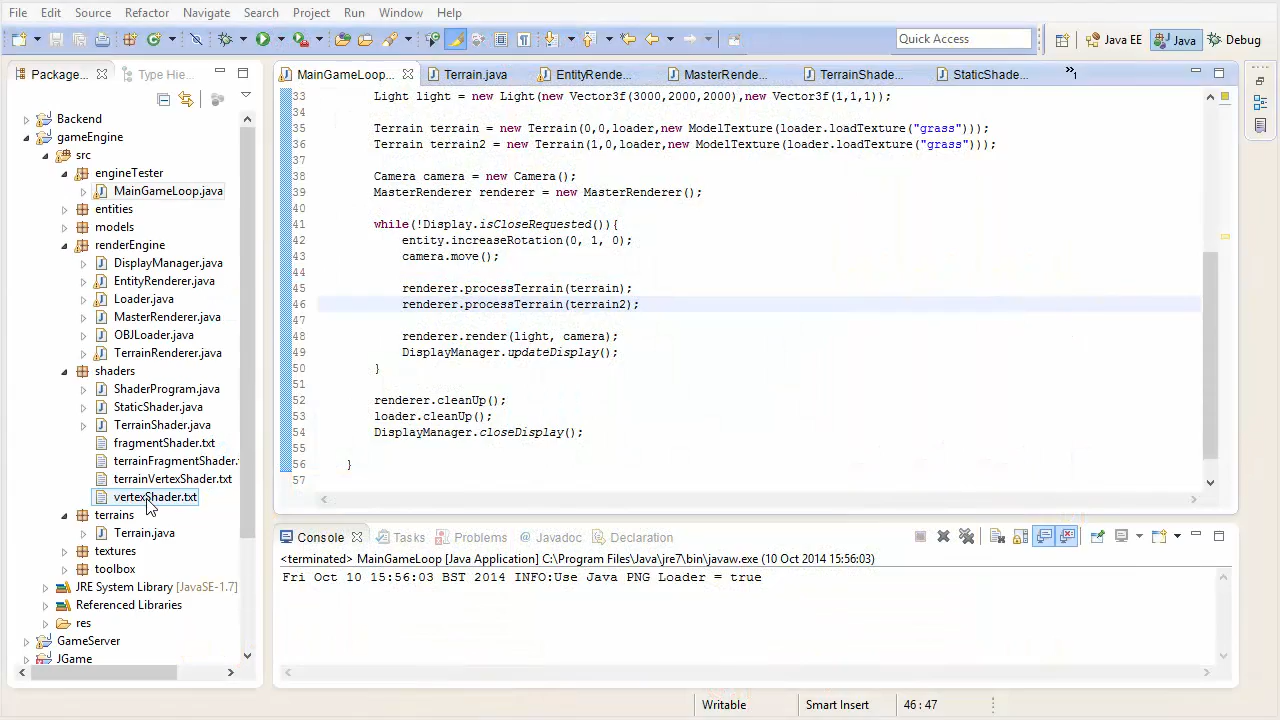 File Edit Source Refactor Navigate Search Project Run Window Help
Quick Access
Java EE Java Debug
Package... Type Hie...
MainGameLoop... Terrain.java EntityRende... MasterRende... TerrainShade... StaticShade... »1
Backend
gameEngine
src
engineTester
MainGameLoop.java
entities
models
renderEngine
DisplayManager.java
EntityRenderer.java
Loader.java
MasterRenderer.java
OBJLoader.java
TerrainRenderer.java
shaders
ShaderProgram.java
StaticShader.java
TerrainShader.java
fragmentShader.txt
terrainFragmentShader.
terrainVertexShader.txt
vertexShader.txt
terrains
Terrain.java
textures
toolbox
JRE System Library [JavaSE-1.7]
Referenced Libraries
res
GameServer
JGame
33 Light light = new Light(new Vector3f(3000,2000,2000),new Vector3f(1,1,1));
34
35 Terrain terrain = new Terrain(0,0,loader,new ModelTexture(loader.loadTexture("grass")));
36 Terrain terrain2 = new Terrain(1,0,loader,new ModelTexture(loader.loadTexture("grass")));
37
38 Camera camera = new Camera();
39 MasterRenderer renderer = new MasterRenderer();
40
41 while(!Display.isCloseRequested()){
42 entity.increaseRotation(0, 1, 0);
43 camera.move();
44
45 renderer.processTerrain(terrain);
46 renderer.processTerrain(terrain2);
47
48 renderer.render(light, camera);
49 DisplayManager.updateDisplay();
50 }
51
52 renderer.cleanUp();
53 loader.cleanUp();
54 DisplayManager.closeDisplay();
55
56 }
57
Console Tasks Problems Javadoc Declaration
<terminated> MainGameLoop [Java Application] C:\Program Files\Java\jre7\bin\javaw.exe (10 Oct 2014 15:56:03)
Fri Oct 10 15:56:03 BST 2014 INFO:Use Java PNG Loader = true
Writable Smart Insert 46 : 47